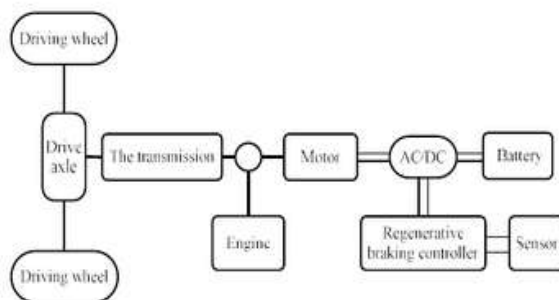 Driving wheel
Drive
axle
The transmission
Motor
AC/DC
Battery
Engine
Regenerative
braking controller
Sensor
Driving wheel